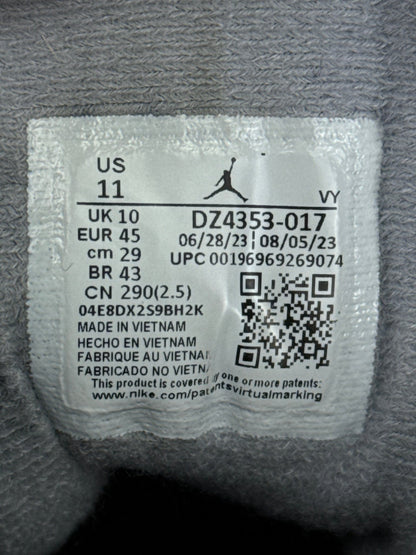 US
11
VY
UK 10
DZ4353-017
EUR 45
06/28/23 | 08/05/23
cm 29
UPC 00196969269074
BR 43
CN 290(2.5)
04E8DX2S9BH2K
MADE IN VIETNAM
HECHO EN VIETNAM
FABRIQUE AU VIETNA
FABRICADO NO VIETN
This product is covered by one or more patents:
www.nike.com/patentsvirtualmarking